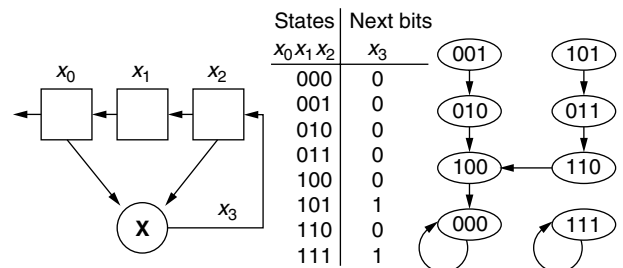 States Next bits
x₀x₁x₂ x₃
x₀ x₁ x₂
X
x₃
000 0
001 0
010 0
011 0
100 0
101 1
110 0
111 1
001 101
010 011
100 110
000 111